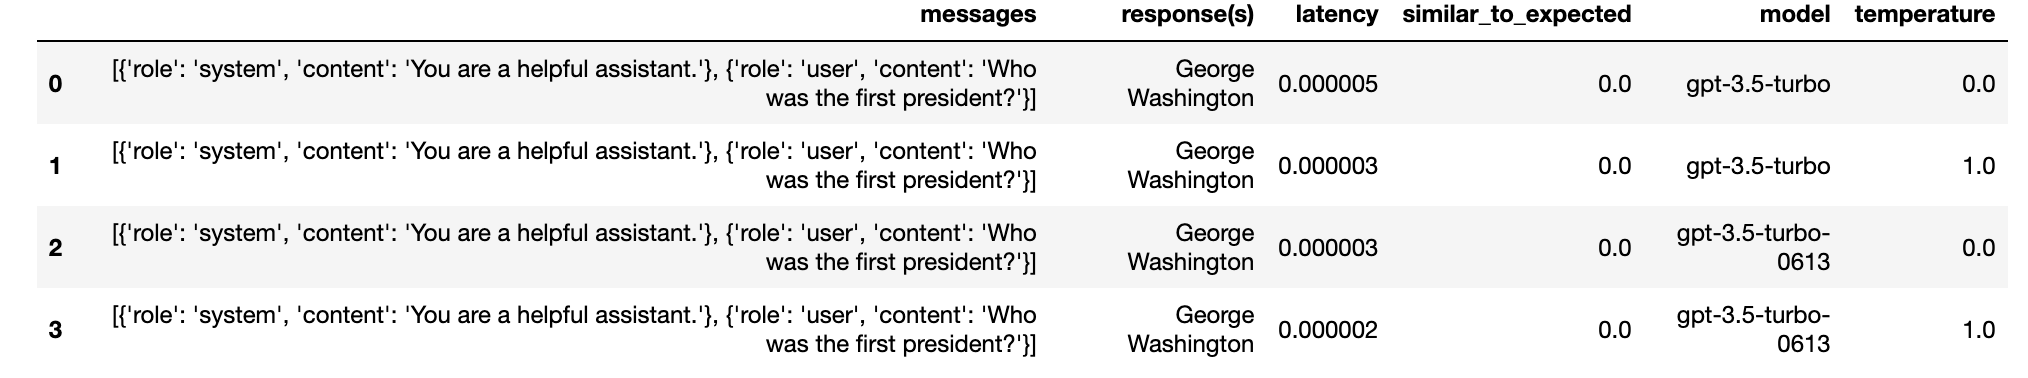 messages response(s) latency similar_to_expected model temperature
0 [{'role': 'system', 'content': 'You are a helpful assistant.'}, {'role': 'user', 'content': 'Who was the first president?'}] George Washington 0.000005 0.0 gpt-3.5-turbo 0.0
1 [{'role': 'system', 'content': 'You are a helpful assistant.'}, {'role': 'user', 'content': 'Who was the first president?'}] George Washington 0.000003 0.0 gpt-3.5-turbo 1.0
2 [{'role': 'system', 'content': 'You are a helpful assistant.'}, {'role': 'user', 'content': 'Who was the first president?'}] George Washington 0.000003 0.0 gpt-3.5-turbo-0613 0.0
3 [{'role': 'system', 'content': 'You are a helpful assistant.'}, {'role': 'user', 'content': 'Who was the first president?'}] George Washington 0.000002 0.0 gpt-3.5-turbo-0613 1.0